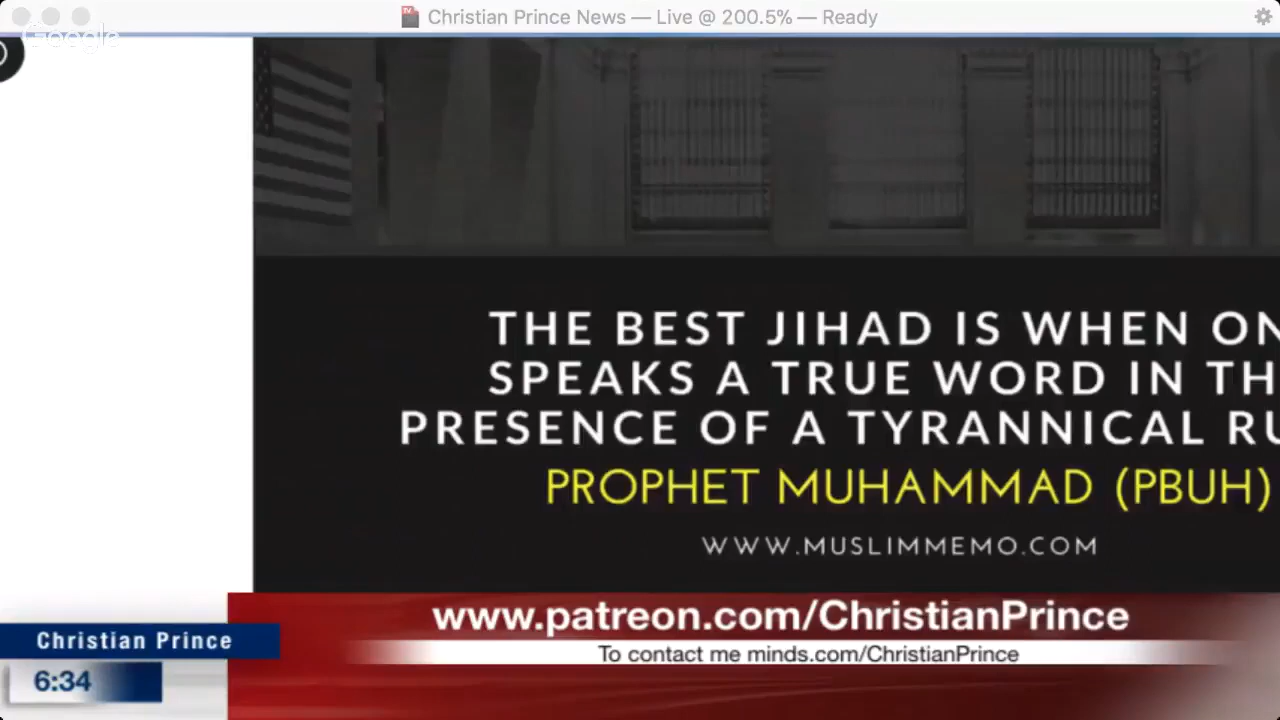 Christian Prince News — Live @ 200.5% — Ready
Google
THE BEST JIHAD IS WHEN ON
SPEAKS A TRUE WORD IN TH
PRESENCE OF A TYRANNICAL RU
PROPHET MUHAMMAD (PBUH)
WWW.MUSLIMMEMO.COM
www.patreon.com/ChristianPrince
Christian Prince
To contact me minds.com/ChristianPrince
6:34